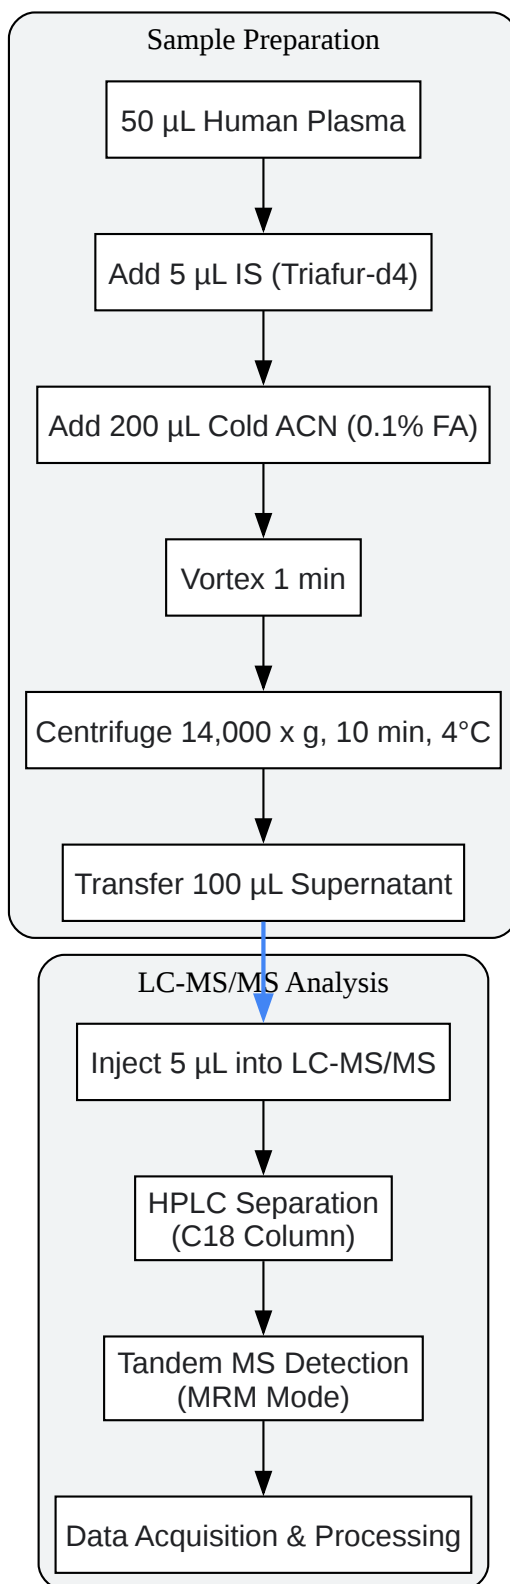 Sample Preparation
50 µL Human Plasma
Add 5 µL IS (Triafur-d4)
Add 200 µL Cold ACN (0.1% FA)
Vortex 1 min
Centrifuge 14,000 x g, 10 min, 4°C
Transfer 100 µL Supernatant
LC-MS/MS Analysis
Inject 5 µL into LC-MS/MS
HPLC Separation
(C18 Column)
Tandem MS Detection
(MRM Mode)
Data Acquisition & Processing